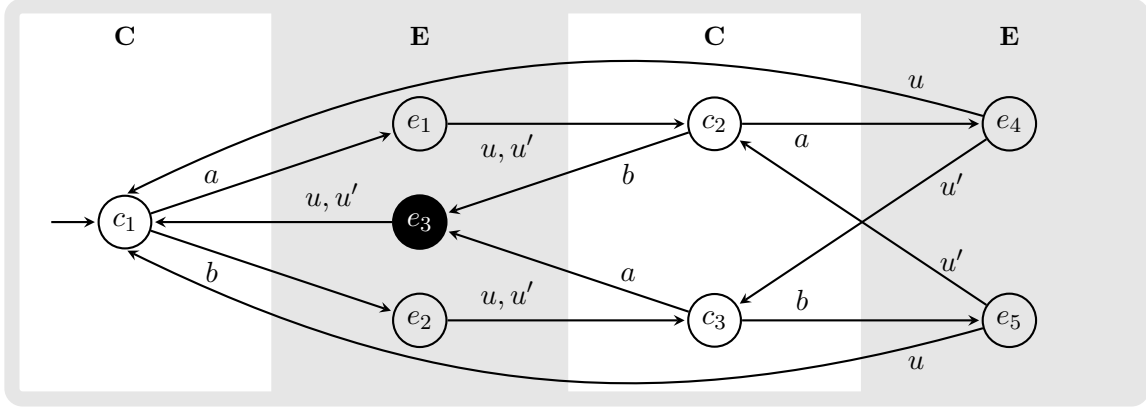 C E C E
u
e₁ c₂ e₄
u, u′ a
a b u′
u, u′
c₁ e₃
u′
b a
u, u′ b
e₂ c₃ e₅
u